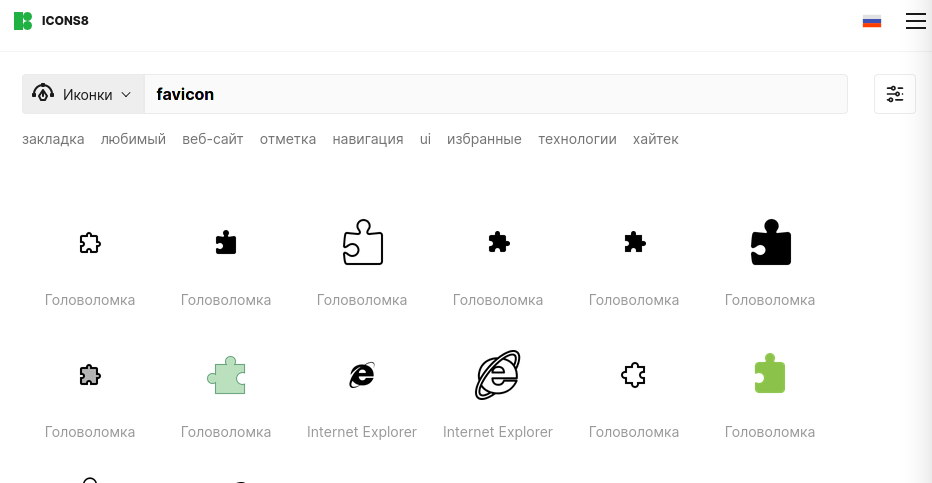 ICONS8
Иконки favicon
закладка любимый веб-сайт отметка навигация ui избранные технологии хайтек
Головоломка Головоломка Головоломка Головоломка Головоломка Головоломка
Головоломка Головоломка Internet Explorer Internet Explorer Головоломка Головоломка